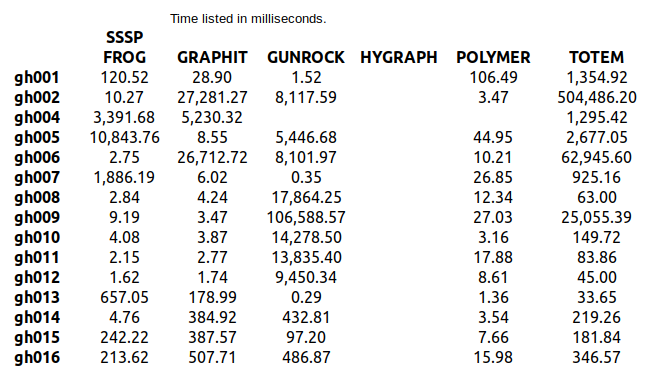 Time listed in milliseconds.
SSSP
FROG GRAPHIT GUNROCK HYGRAPH POLYMER TOTEM
gh001 120.52 28.90 1.52 106.49 1,354.92
gh002 10.27 27,281.27 8,117.59 3.47 504,486.20
gh004 3,391.68 5,230.32 1,295.42
gh005 10,843.76 8.55 5,446.68 44.95 2,677.05
gh006 2.75 26,712.72 8,101.97 10.21 62,945.60
gh007 1,886.19 6.02 0.35 26.85 925.16
gh008 2.84 4.24 17,864.25 12.34 63.00
gh009 9.19 3.47 106,588.57 27.03 25,055.39
gh010 4.08 3.87 14,278.50 3.16 149.72
gh011 2.15 2.77 13,835.40 17.88 83.86
gh012 1.62 1.74 9,450.34 8.61 45.00
gh013 657.05 178.99 0.29 1.36 33.65
gh014 4.76 384.92 432.81 3.54 219.26
gh015 242.22 387.57 97.20 7.66 181.84
gh016 213.62 507.71 486.87 15.98 346.57